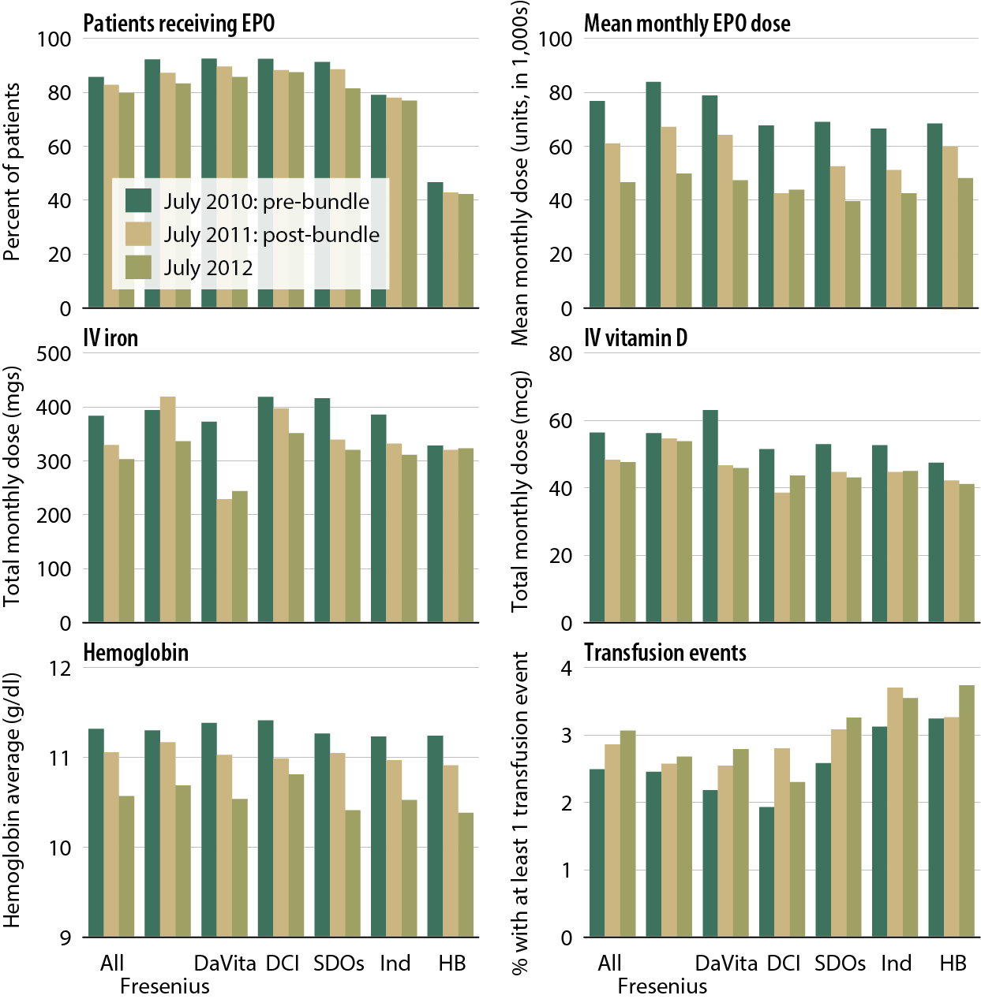 Patients receiving EPO
Percent of patients
100
80
60
40
20
0
July 2010: pre-bundle
July 2011: post-bundle
July 2012
Mean monthly EPO dose
Mean monthly dose (units, in 1,000s)
100
80
60
40
20
0
IV iron
Total monthly dose (mgs)
500
400
300
200
100
0
IV vitamin D
Total monthly dose (mcg)
80
60
40
20
0
Hemoglobin
Hemoglobin average (g/dl)
12
11
10
9
All
Fresenius
DaVita
DCI
SDOs
Ind
HB
Transfusion events
% with at least 1 transfusion event
4
3
2
1
0
All
Fresenius
DaVita
DCI
SDOs
Ind
HB